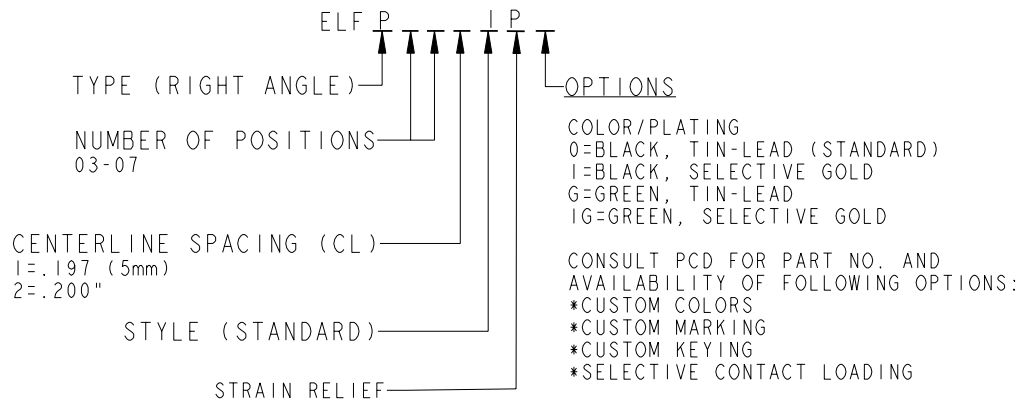 ELF P _ _ _ 1 P _
TYPE (RIGHT ANGLE)
NUMBER OF POSITIONS
03-07
CENTERLINE SPACING (CL)
1=.197 (5mm)
2=.200"
STYLE (STANDARD)
STRAIN RELIEF
OPTIONS
COLOR/PLATING
0=BLACK, TIN-LEAD (STANDARD)
1=BLACK, SELECTIVE GOLD
G=GREEN, TIN-LEAD
1G=GREEN, SELECTIVE GOLD
CONSULT PCD FOR PART NO. AND
AVAILABILITY OF FOLLOWING OPTIONS:
*CUSTOM COLORS
*CUSTOM MARKING
*CUSTOM KEYING
*SELECTIVE CONTACT LOADING